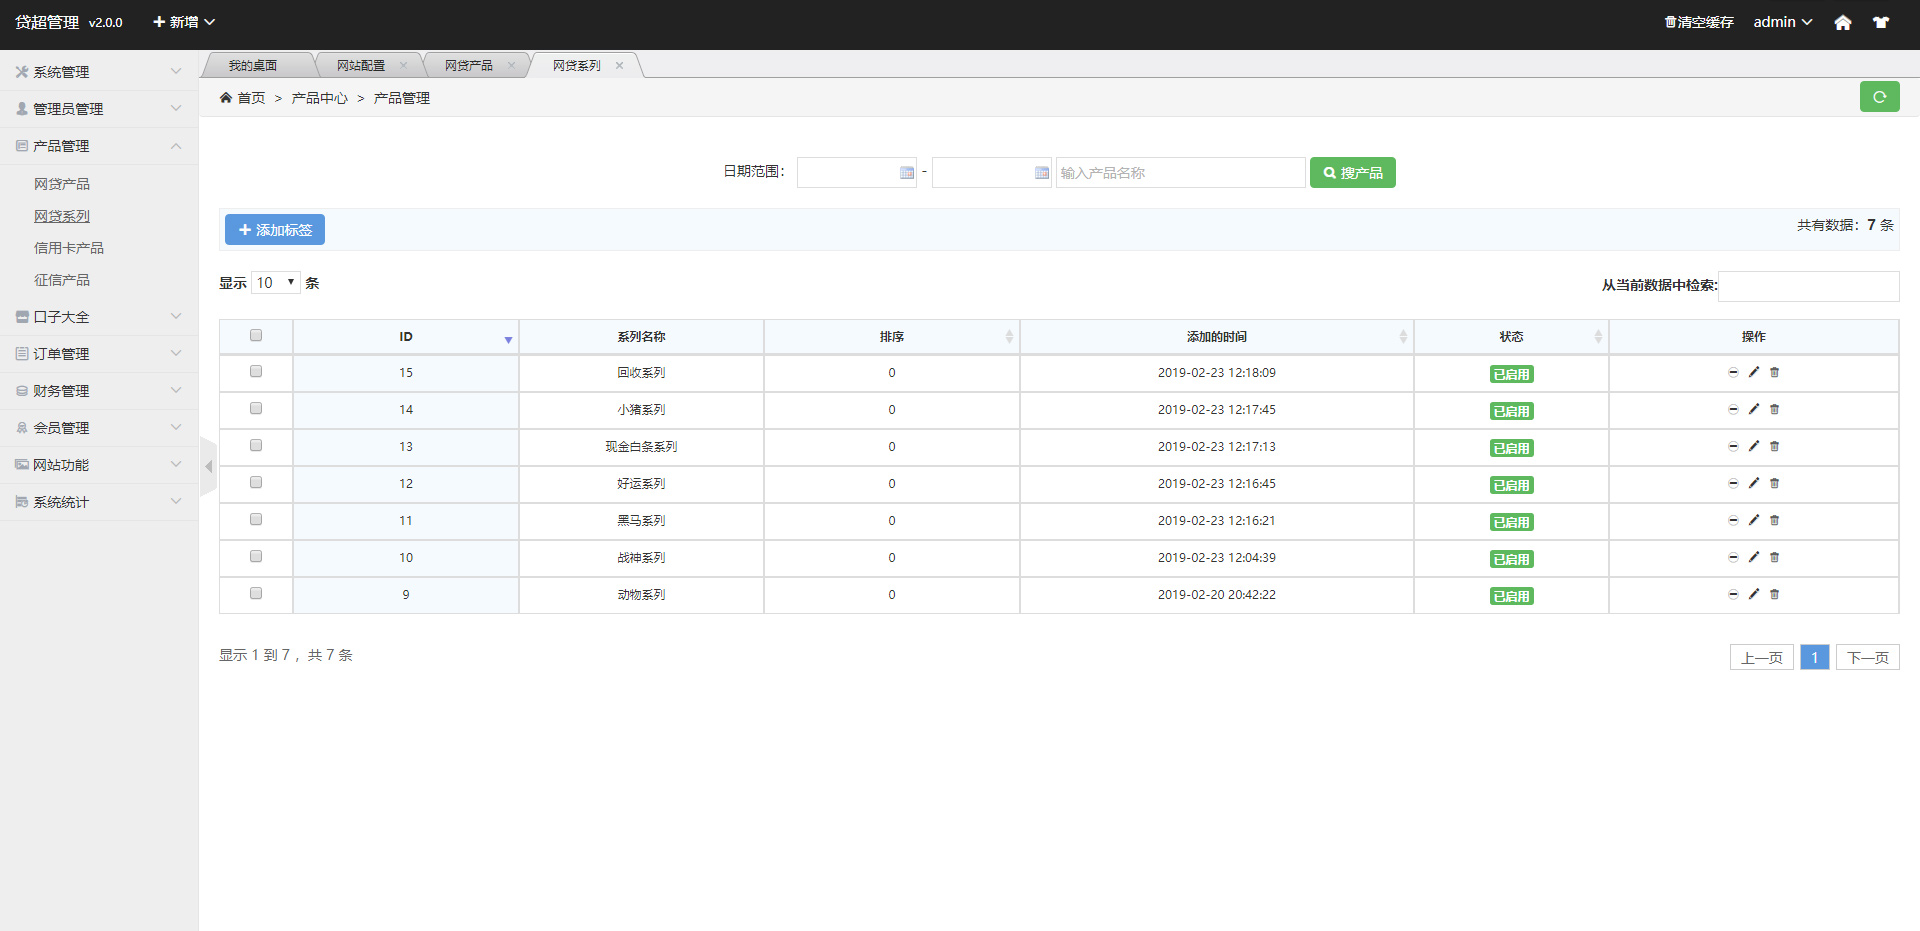 贷超管理 v2.0.0 新增 清空缓存 admin
我的桌面 网站配置 网贷产品 网贷系列
首页 > 产品中心 > 产品管理
系统管理
管理员管理
产品管理
网贷产品
网贷系列
信用卡产品
征信产品
口子大全
订单管理
财务管理
会员管理
网站功能
系统统计
日期范围： - 输入产品名称 搜产品
添加标签 共有数据：7 条
显示 10 条 从当前数据中检索:
ID 系列名称 排序 添加的时间 状态 操作
15 回收系列 0 2019-02-23 12:18:09 已启用
14 小猪系列 0 2019-02-23 12:17:45 已启用
13 现金白条系列 0 2019-02-23 12:17:13 已启用
12 好运系列 0 2019-02-23 12:16:45 已启用
11 黑马系列 0 2019-02-23 12:16:21 已启用
10 战神系列 0 2019-02-23 12:04:39 已启用
9 动物系列 0 2019-02-20 20:42:22 已启用
显示 1 到 7 ，共 7 条 上一页 1 下一页